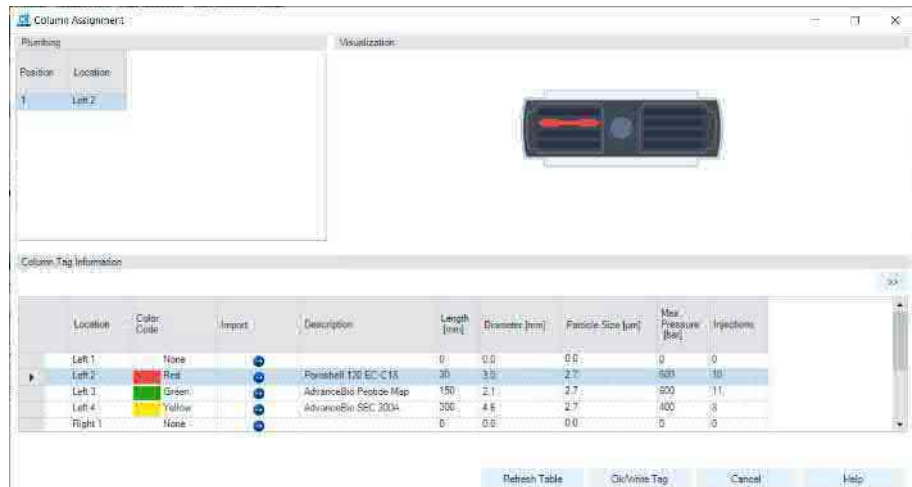 Column Assignment
Plumbing
Visualization
Position Location
1 Left 2
Column Tag Information
>>
Location Color Code Import Description Length [mm] Diameter [mm] Particle Size [µm] Max. Pressure [bar] Injections
Left 1 None 0 0.0 0.0 0 0
Left 2 Red Poroshell 120 EC-C18 30 3.0 2.7 600 10
Left 3 Green AdvanceBio Peptide Map 150 2.1 2.7 600 11
Left 4 Yellow AdvanceBio SEC 300A 300 4.6 2.7 400 8
Right 1 None 0 0.0 0.0 0 0
Refresh Table Ok/Write Tag Cancel Help